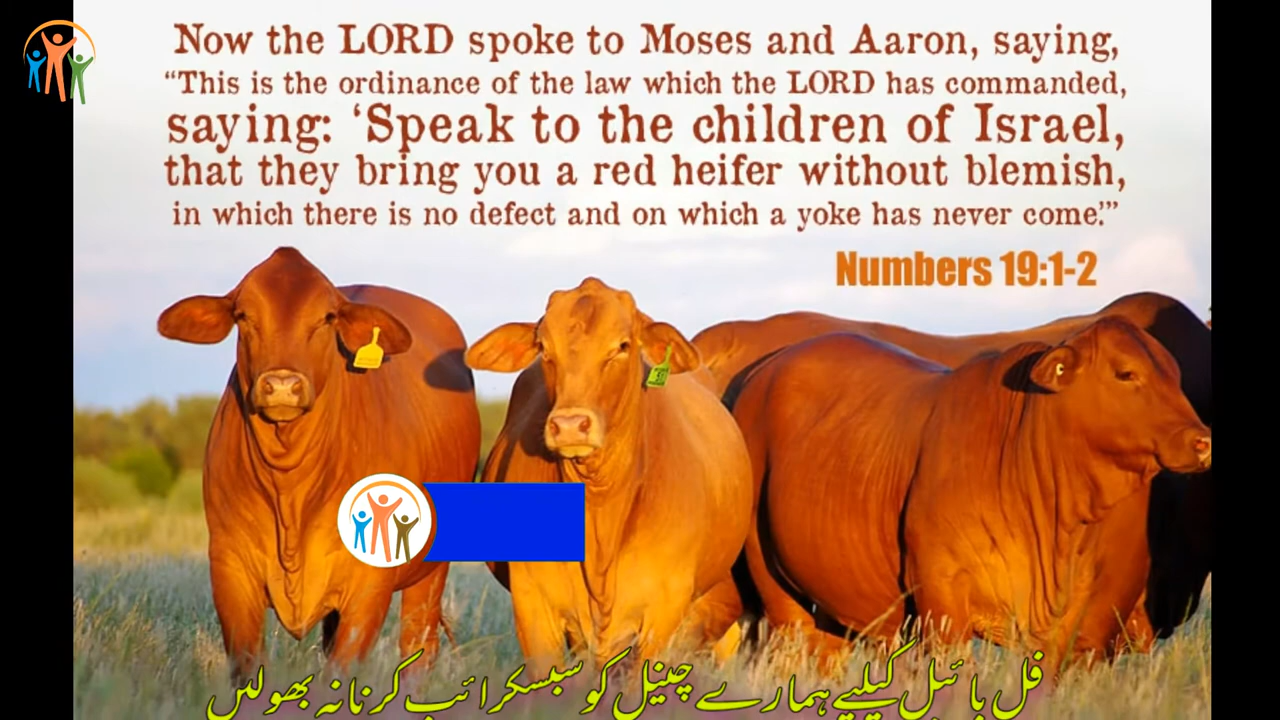 Now the LORD spoke to Moses and Aaron, saying,
“This is the ordinance of the law which the LORD has commanded,
saying: ‘Speak to the children of Israel,
that they bring you a red heifer without blemish,
in which there is no defect and on which a yoke has never come.’”
Numbers 19:1-2
فل بائبل کیلیے ہمارے چینل کو سبسکرائب کرنا نہ بھولیں